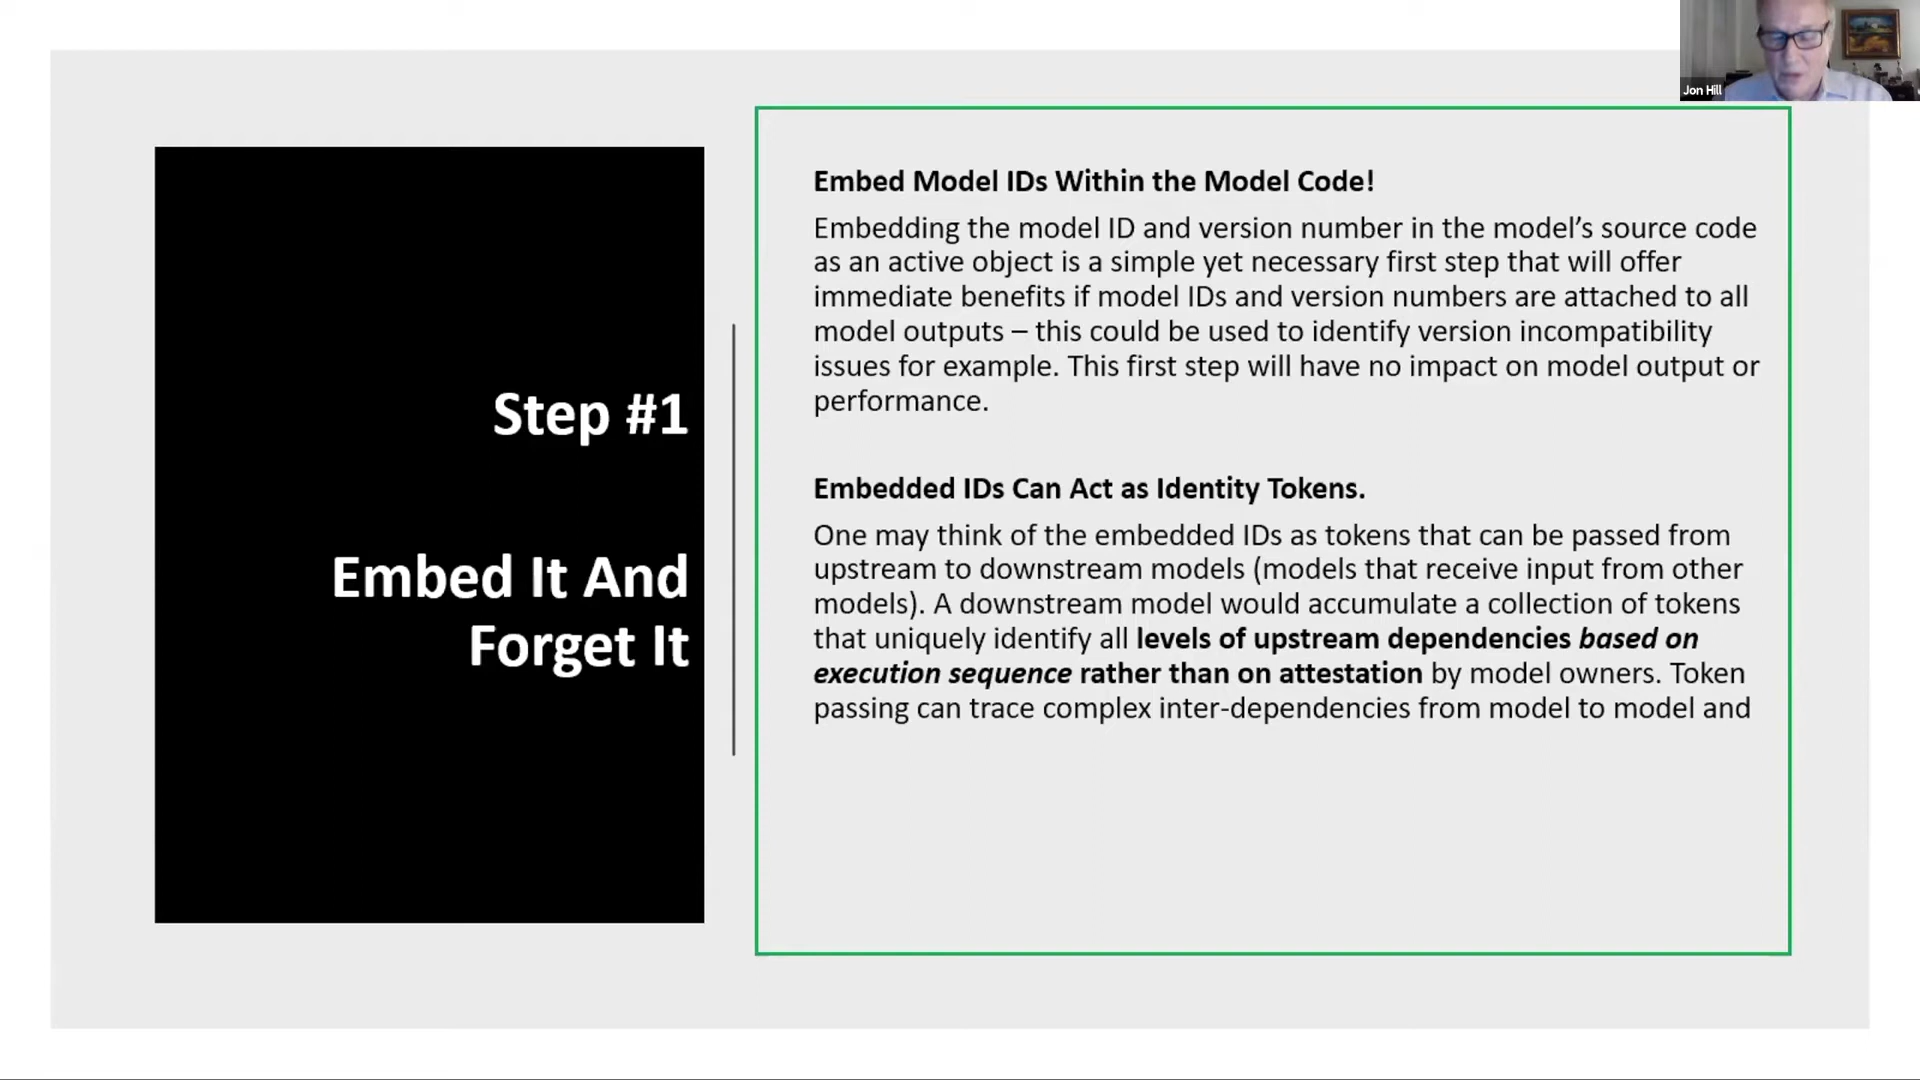 Jon Hill
Step #1
Embed It And
Forget It
Embed Model IDs Within the Model Code!
Embedding the model ID and version number in the model’s source code
as an active object is a simple yet necessary first step that will offer
immediate benefits if model IDs and version numbers are attached to all
model outputs – this could be used to identify version incompatibility
issues for example. This first step will have no impact on model output or
performance.
Embedded IDs Can Act as Identity Tokens.
One may think of the embedded IDs as tokens that can be passed from
upstream to downstream models (models that receive input from other
models). A downstream model would accumulate a collection of tokens
that uniquely identify all levels of upstream dependencies based on
execution sequence rather than on attestation by model owners. Token
passing can trace complex inter-dependencies from model to model and